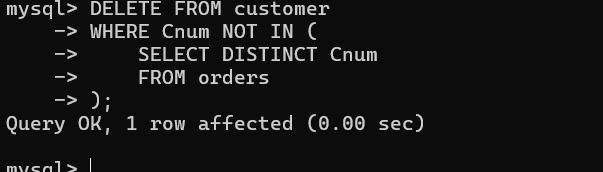 mysql> DELETE FROM customer
    -> WHERE Cnum NOT IN (
    ->     SELECT DISTINCT Cnum
    ->     FROM orders
    -> );
Query OK, 1 row affected (0.00 sec)
mysql>